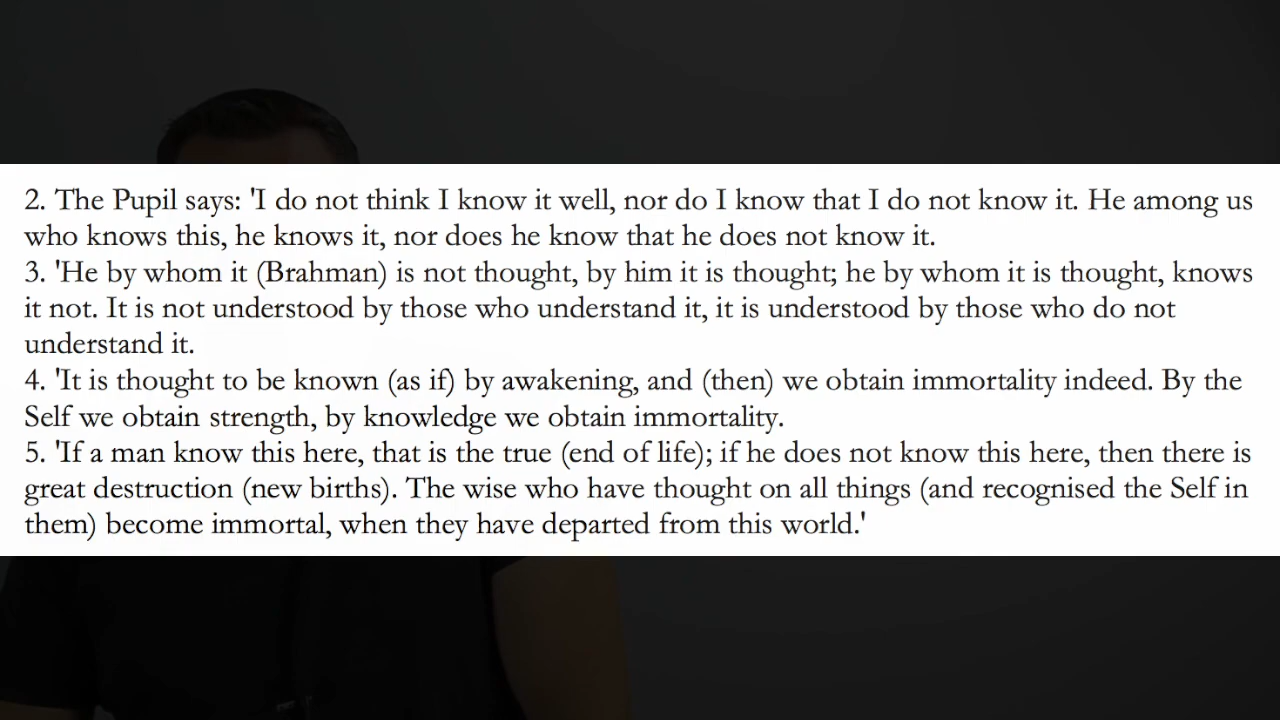 2. The Pupil says: 'I do not think I know it well, nor do I know that I do not know it. He among us
who knows this, he knows it, nor does he know that he does not know it.
3. 'He by whom it (Brahman) is not thought, by him it is thought; he by whom it is thought, knows
it not. It is not understood by those who understand it, it is understood by those who do not
understand it.
4. 'It is thought to be known (as if) by awakening, and (then) we obtain immortality indeed. By the
Self we obtain strength, by knowledge we obtain immortality.
5. 'If a man know this here, that is the true (end of life); if he does not know this here, then there is
great destruction (new births). The wise who have thought on all things (and recognised the Self in
them) become immortal, when they have departed from this world.'